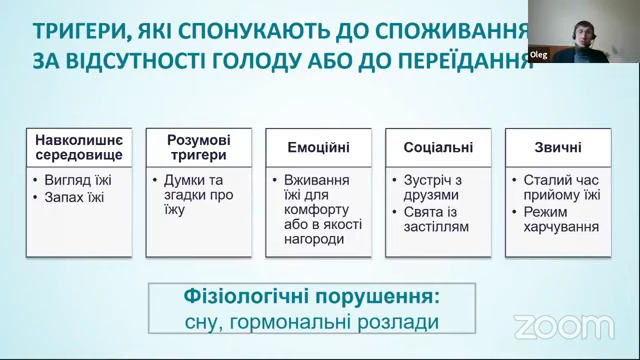 ТРИГЕРИ, ЯКІ СПОНУКАЮТЬ ДО СПОЖИВАННЯ
ЗА ВІДСУТНОСТІ ГОЛОДУ АБО ДО ПЕРЕЇДАННЯ
Oleg
Навколишнє
середовище
• Вигляд їжі
• Запах їжі
Розумові
тригери
• Думки та
згадки про
їжу
Емоційні
• Вживання
їжі для
комфорту
або в якості
нагороди
Соціальні
• Зустріч з
друзями
• Свята із
застіллям
Звичні
• Сталий час
прийому їжі
• Режим
харчування
Фізіологічні порушення:
сну, гормональні розлади
zoom